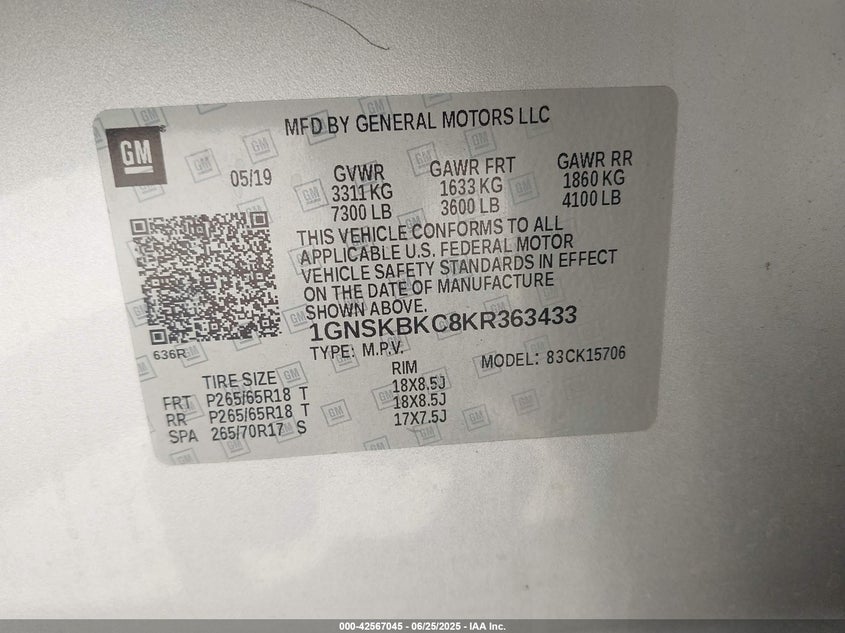 MFD BY GENERAL MOTORS LLC
GM
05/19 GVWR GAWR FRT GAWR RR
3311 KG 1633 KG 1860 KG
7300 LB 3600 LB 4100 LB
THIS VEHICLE CONFORMS TO ALL
APPLICABLE U.S. FEDERAL MOTOR
VEHICLE SAFETY STANDARDS IN EFFECT
ON THE DATE OF MANUFACTURE
SHOWN ABOVE.
1GNSKBKC8KR363433
636R
TYPE: M.P.V. MODEL: 83CK15706
TIRE SIZE RIM
FRT P265/65R18 T 18X8.5J
RR P265/65R18 T 18X8.5J
SPA 265/70R17 S 17X7.5J
000-42567045 - 06/25/2025 - IAA Inc.